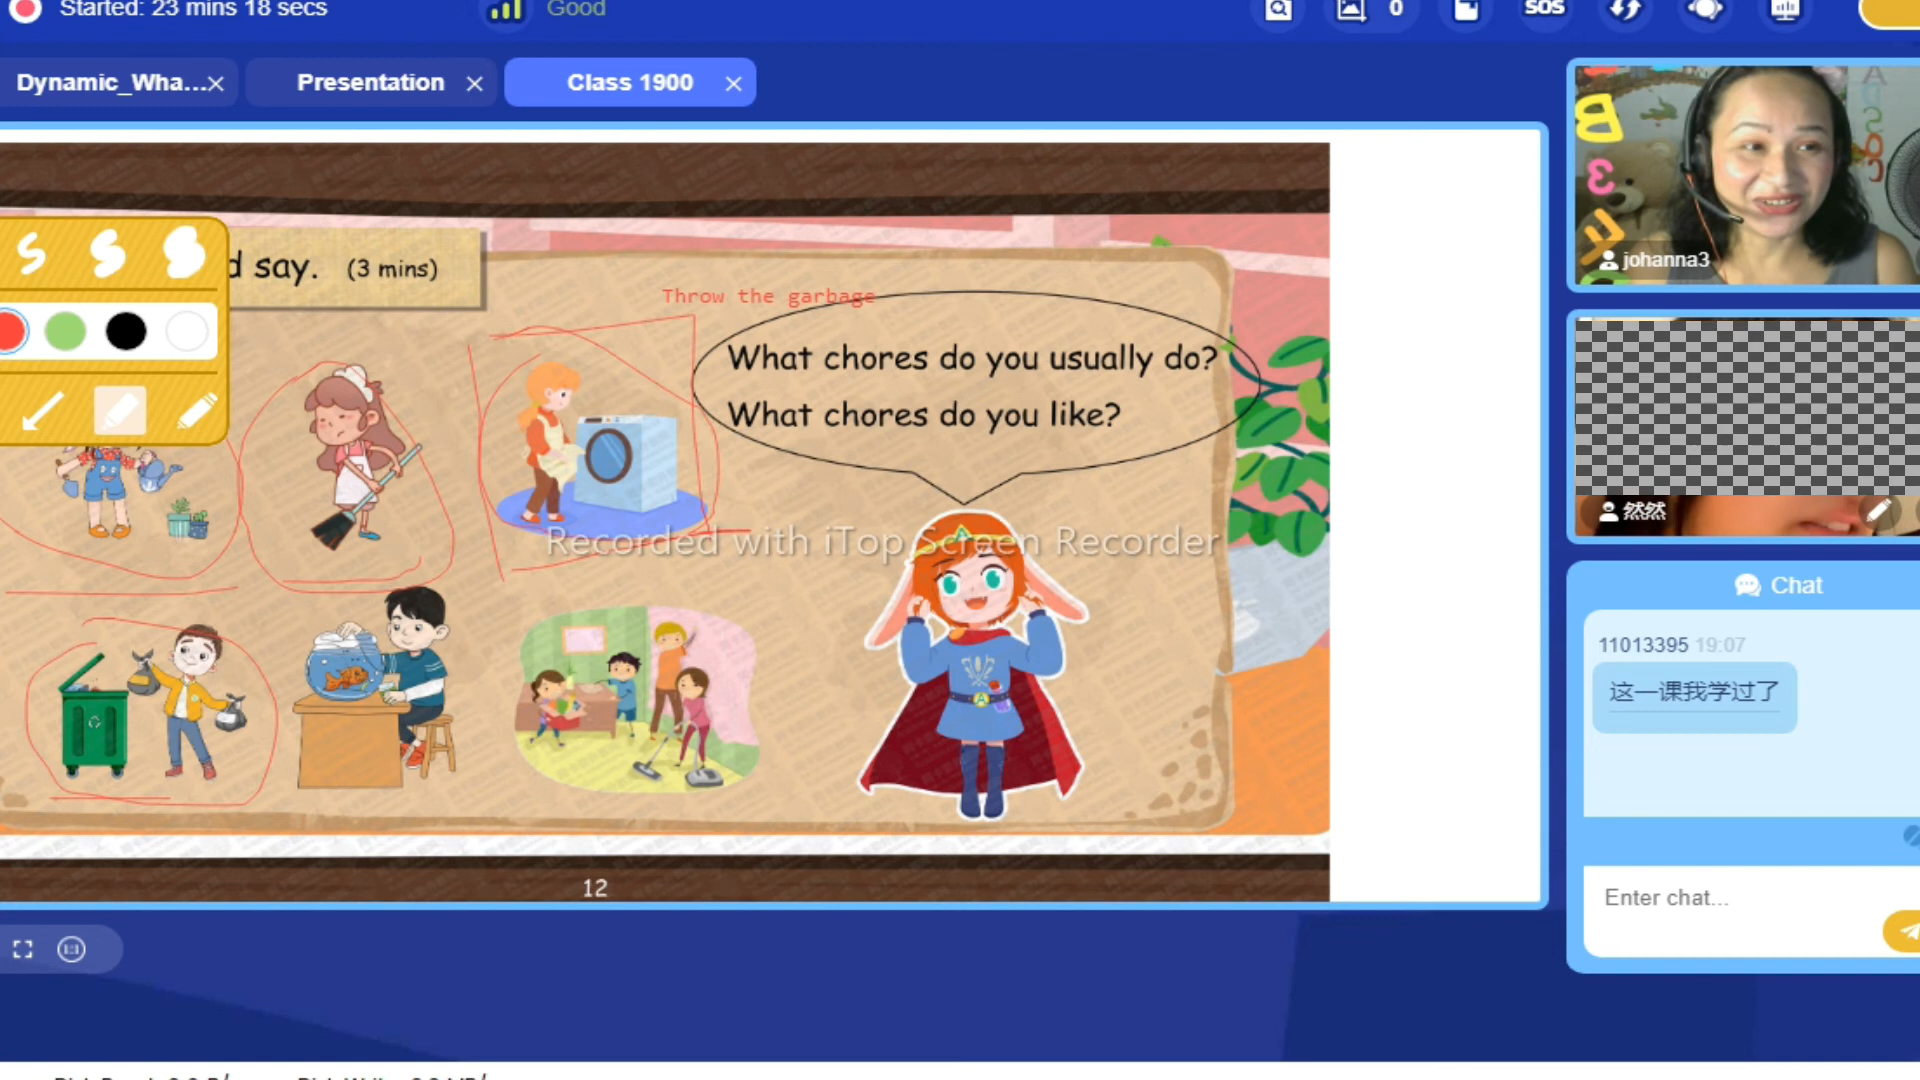 Started: 23 mins 18 secs
Good
0
SOS
Dynamic_Wha...
Presentation
Class 1900
d say. (3 mins)
Throw the garbage
What chores do you usually do?
What chores do you like?
Recorded with iTop Screen Recorder
12
johanna3
然然
Chat
11013395 19:07
这一课我学过了
Enter chat...